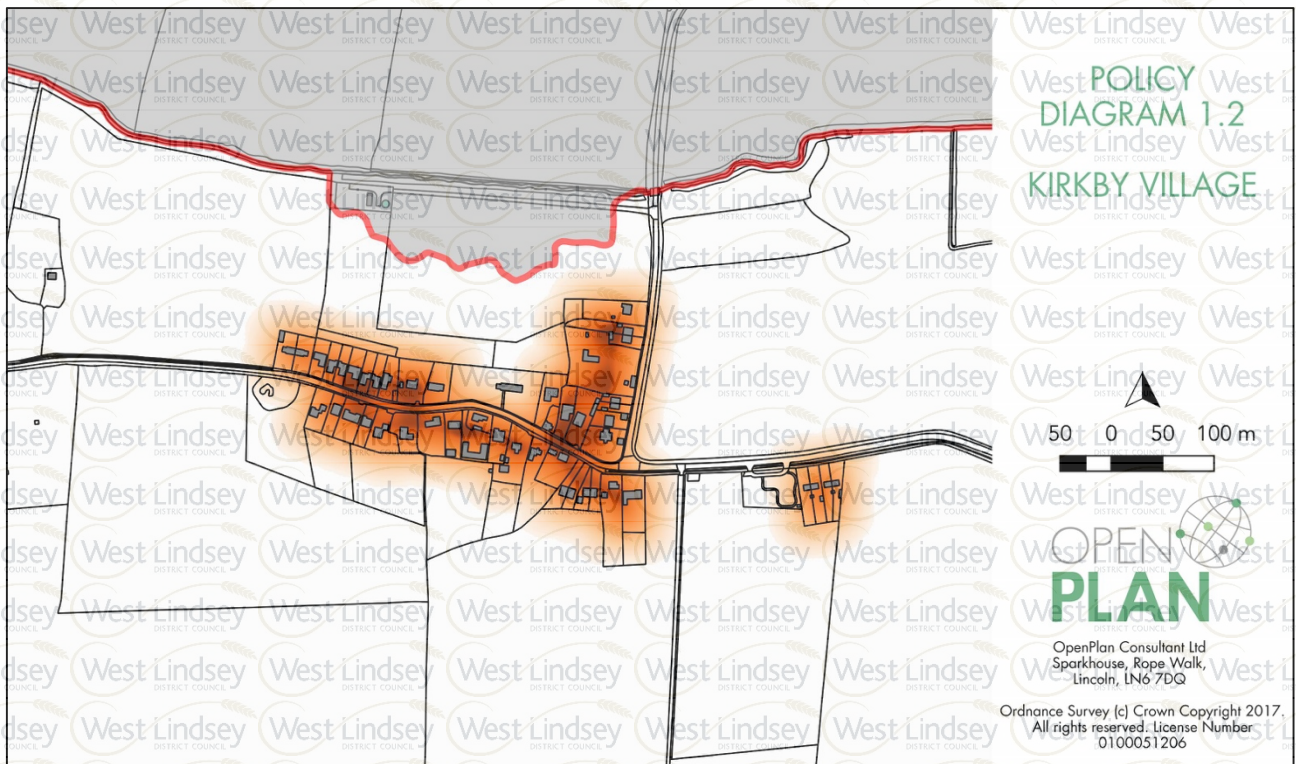 POLICY
DIAGRAM 1.2
KIRKBY VILLAGE
50 0 50 100 m
OPEN
PLAN
OpenPlan Consultant Ltd
Sparkhouse, Rope Walk,
Lincoln, LN6 7DQ
Ordnance Survey (c) Crown Copyright 2017.
All rights reserved. License Number
0100051206
West Lindsey
DISTRICT COUNCIL